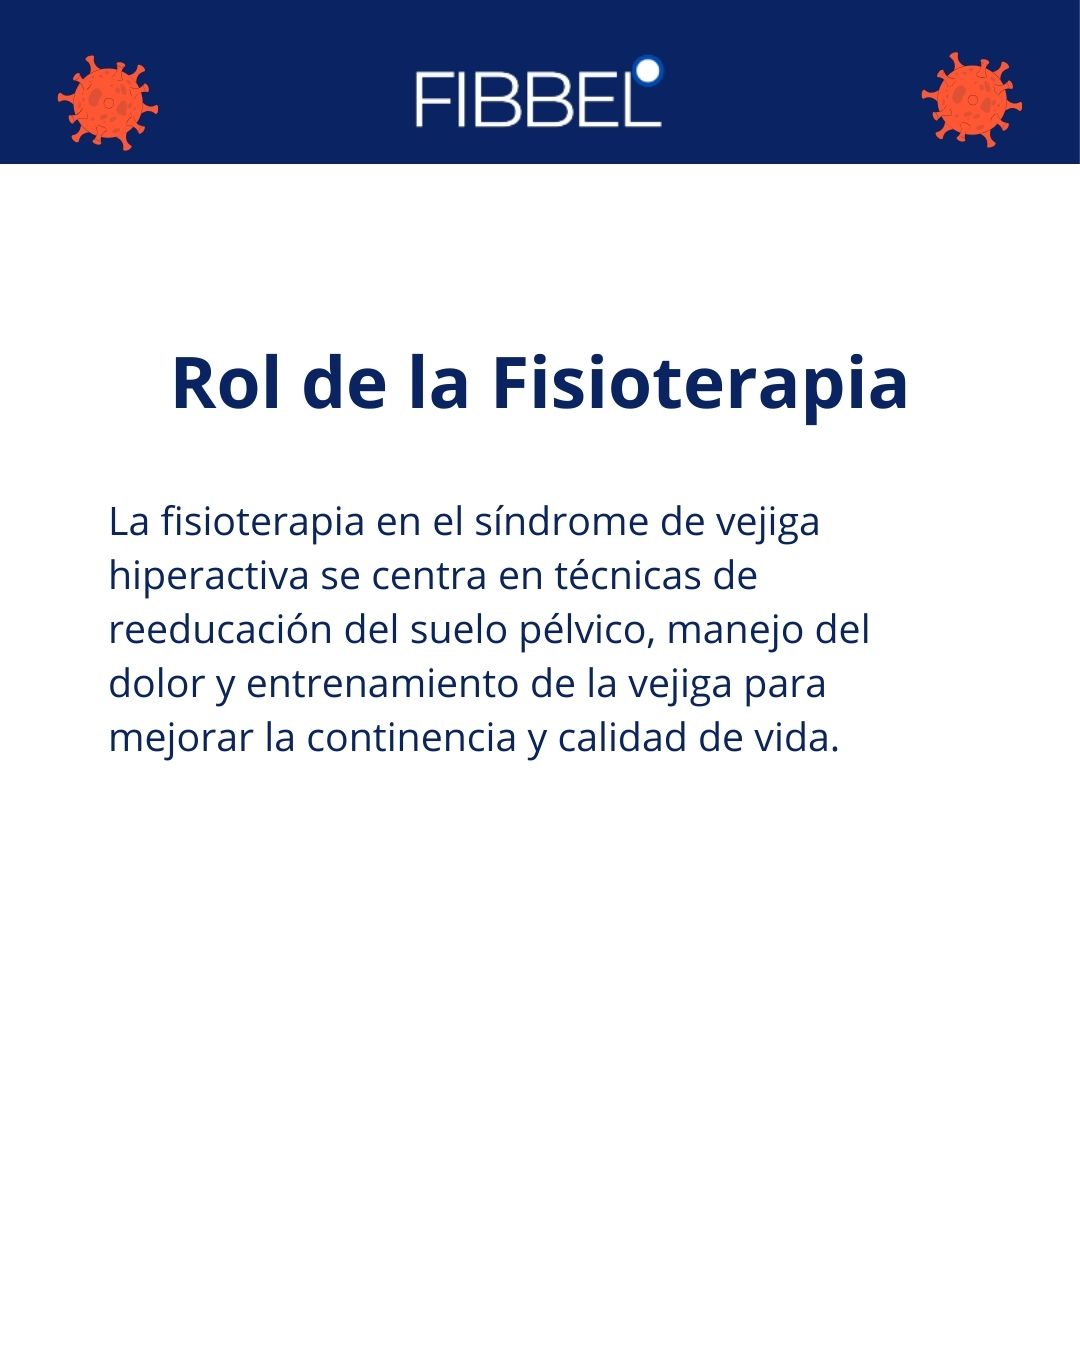 FIBBEL
Rol de la Fisioterapia
La fisioterapia en el síndrome de vejiga
hiperactiva se centra en técnicas de
reeducación del suelo pélvico, manejo del
dolor y entrenamiento de la vejiga para
mejorar la continencia y calidad de vida.